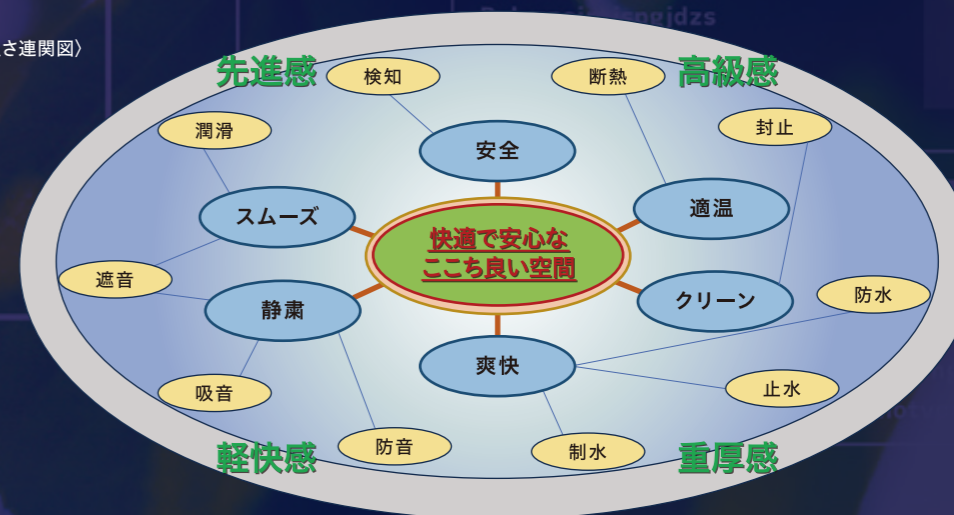 さ連関図〉
先進感
検知
断熱
高級感
潤滑
封止
安全
スムーズ
適温
快適で安心な
ここち良い空間
遮音
静粛
クリーン
防水
爽快
吸音
止水
軽快感
防音
制水
重厚感